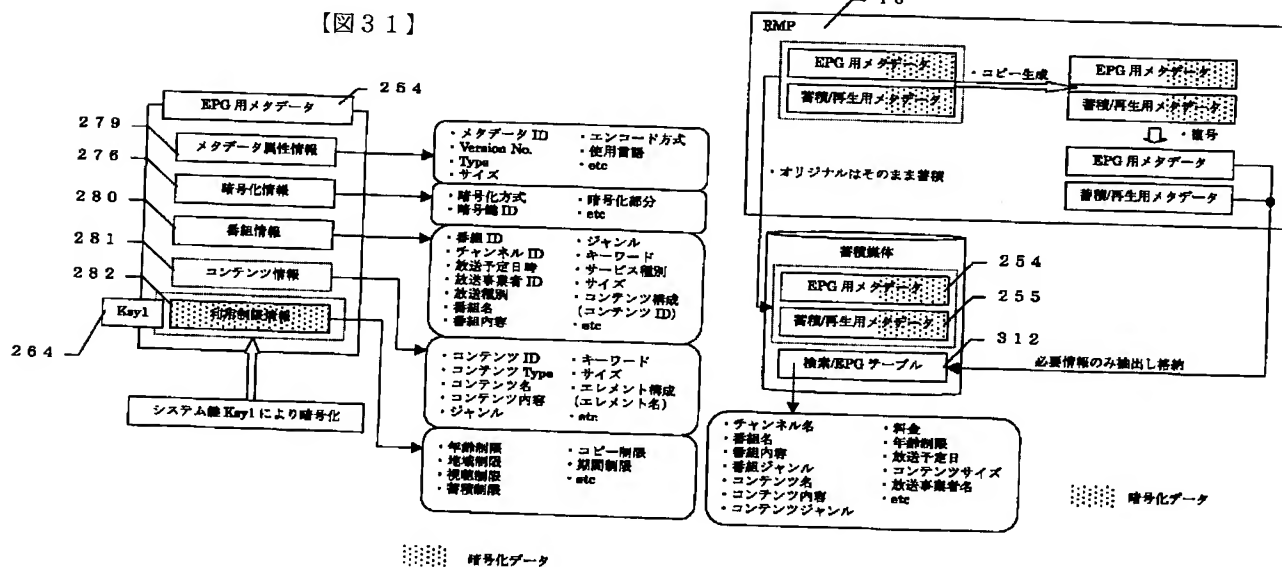 【図31】
EPG用メタデータ
254
279
メタデータ属性情報
276
暗号化情報
280
番組情報
281
コンテンツ情報
282
利用制限情報
Key1
264
システム鍵Key1により暗号化
・メタデータID
・Version No.
・Type
・サイズ
・エンコード方式
・使用言語
・etc
・暗号化方式
・暗号鍵ID
・暗号化部分
・etc
・番組ID
・チャンネルID
・放送予定日時
・放送事業者ID
・放送種別
・番組名
・番組内容
・ジャンル
・キーワード
・サービス種別
・サイズ
・コンテンツ構成
(コンテンツID)
・etc
・コンテンツID
・コンテンツType
・コンテンツ名
・コンテンツ内容
・ジャンル
・キーワード
・サイズ
・エレメント構成
(エレメント名)
・etc
・年齢制限
・地域制限
・視聴制限
・蓄積制限
・コピー制限
・期間制限
・etc
暗号化データ
RMP
EPG用メタデータ
蓄積/再生用メタデータ
・コピー生成
EPG用メタデータ
蓄積/再生用メタデータ
・復号
EPG用メタデータ
蓄積/再生用メタデータ
・オリジナルはそのまま蓄積
蓄積媒体
EPG用メタデータ
254
蓄積/再生用メタデータ
255
検索/EPGテーブル
312
必要情報のみ抽出し格納
・チャンネル名
・番組名
・番組内容
・番組ジャンル
・コンテンツ名
・コンテンツ内容
・コンテンツジャンル
・料金
・年齢制限
・放送予定日
・コンテンツサイズ
・放送事業者名
・etc
暗号化データ